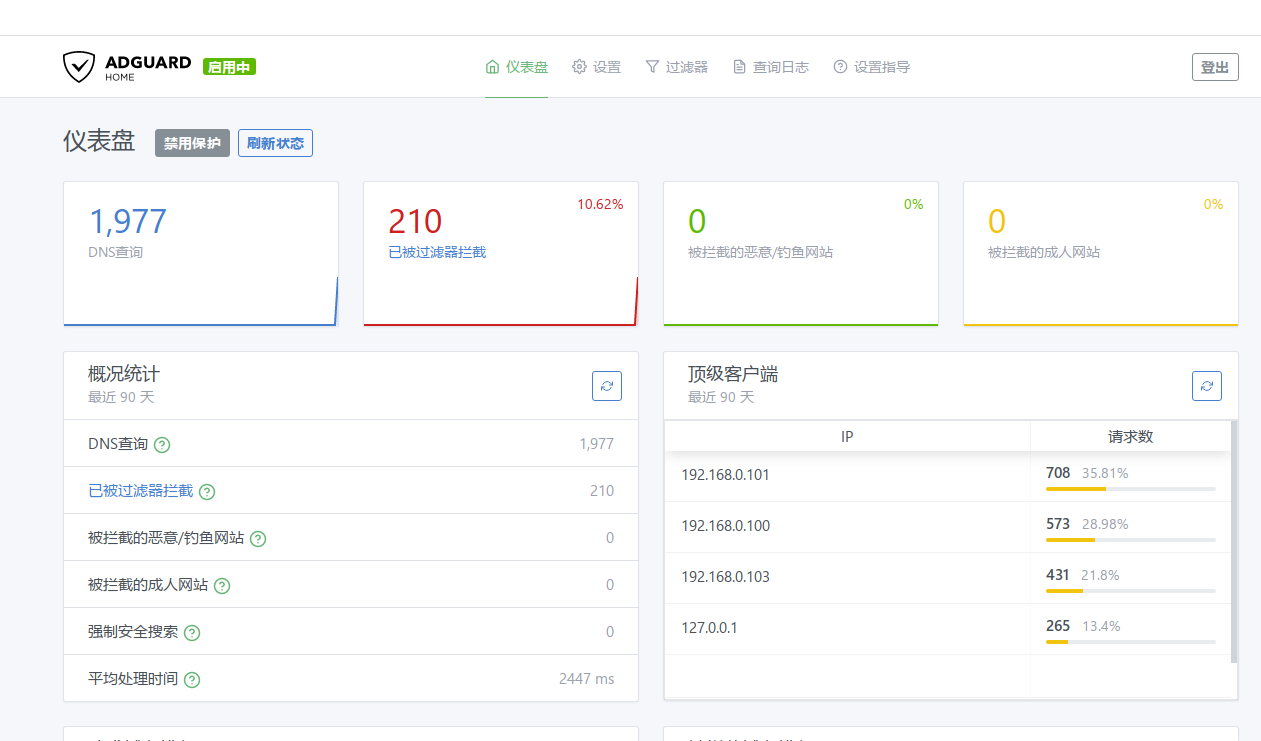 ADGUARD
HOME
启用中
仪表盘
设置
过滤器
查询日志
设置指导
登出
仪表盘
禁用保护
刷新状态
1,977
DNS查询
10.62%
210
已被过滤器拦截
0%
0
被拦截的恶意/钓鱼网站
0%
0
被拦截的成人网站
概况统计
最近 90 天
DNS查询 1,977
已被过滤器拦截 210
被拦截的恶意/钓鱼网站 0
被拦截的成人网站 0
强制安全搜索 0
平均处理时间 2447 ms
顶级客户端
最近 90 天
IP 请求数
192.168.0.101 708 35.81%
192.168.0.100 573 28.98%
192.168.0.103 431 21.8%
127.0.0.1 265 13.4%